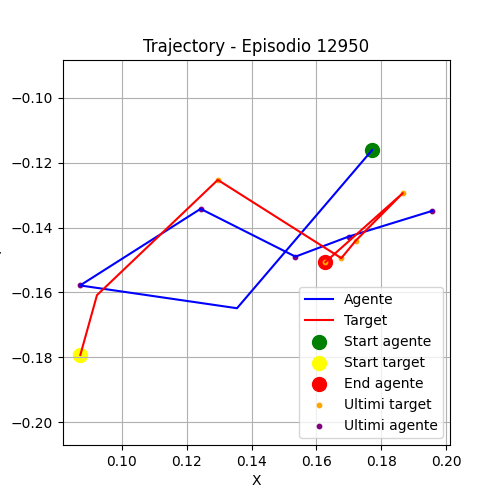 Trajectory - Episodio 12950
−0.10
−0.12
−0.14
−0.16
−0.18
−0.20
Agente
Target
Start agente
Start target
End agente
Ultimi target
Ultimi agente
0.10 0.12 0.14 0.16 0.18 0.20
X